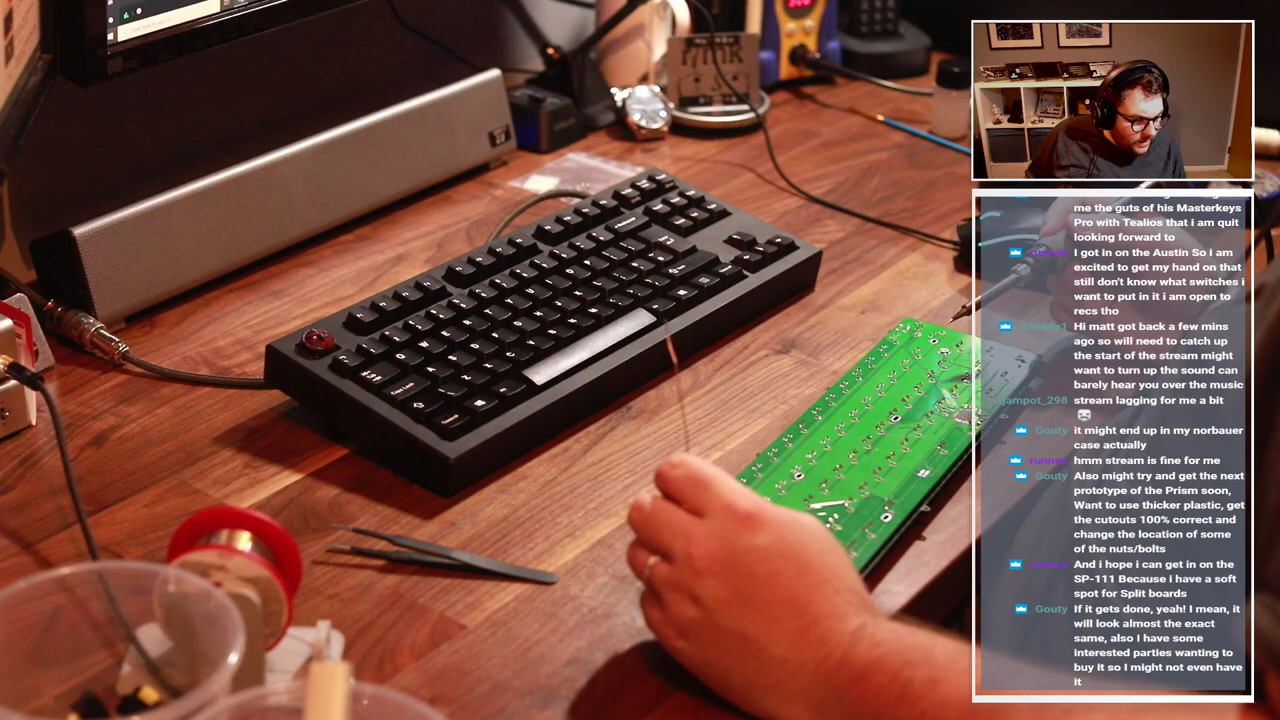 me the guts of his Masterkeys
Pro with Tealios that i am quit
looking forward to
I got in on the Austin So i am
excited to get my hand on that
still don't know what switches i
want to put in it i am open to
recs tho
Hi matt got back a few mins
ago so will need to catch up
the start of the stream might
want to turn up the sound can
barely hear you over the music
jampot_298 stream lagging for me a bit
Gouty it might end up in my norbauer
case actually
hmm stream is fine for me
Gouty Also might try and get the next
prototype of the Prism soon,
Want to use thicker plastic, get
the cutouts 100% correct and
change the location of some
of the nuts/bolts
And i hope i can get in on the
SP-111 Because i have a soft
spot for Split boards
Gouty If it gets done, yeah! I mean, it
will look almost the exact
same, also I have some
interested parties wanting to
buy it so I might not even have
it